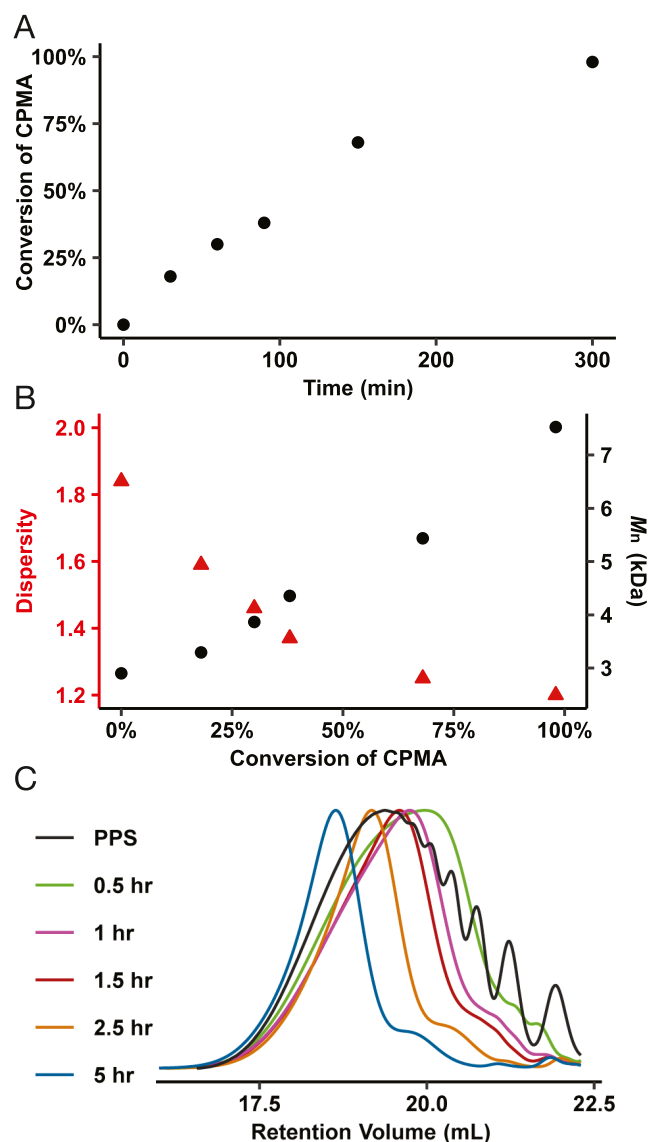 A
Conversion of CPMA
100%
75%
50%
25%
0%
0 100 200 300
Time (min)
B
Dispersity
2.0
1.8
1.6
1.4
1.2
7
6
5
4
3
Mn (kDa)
0% 25% 50% 75% 100%
Conversion of CPMA
C
PPS
0.5 hr
1 hr
1.5 hr
2.5 hr
5 hr
17.5 20.0 22.5
Retention Volume (mL)